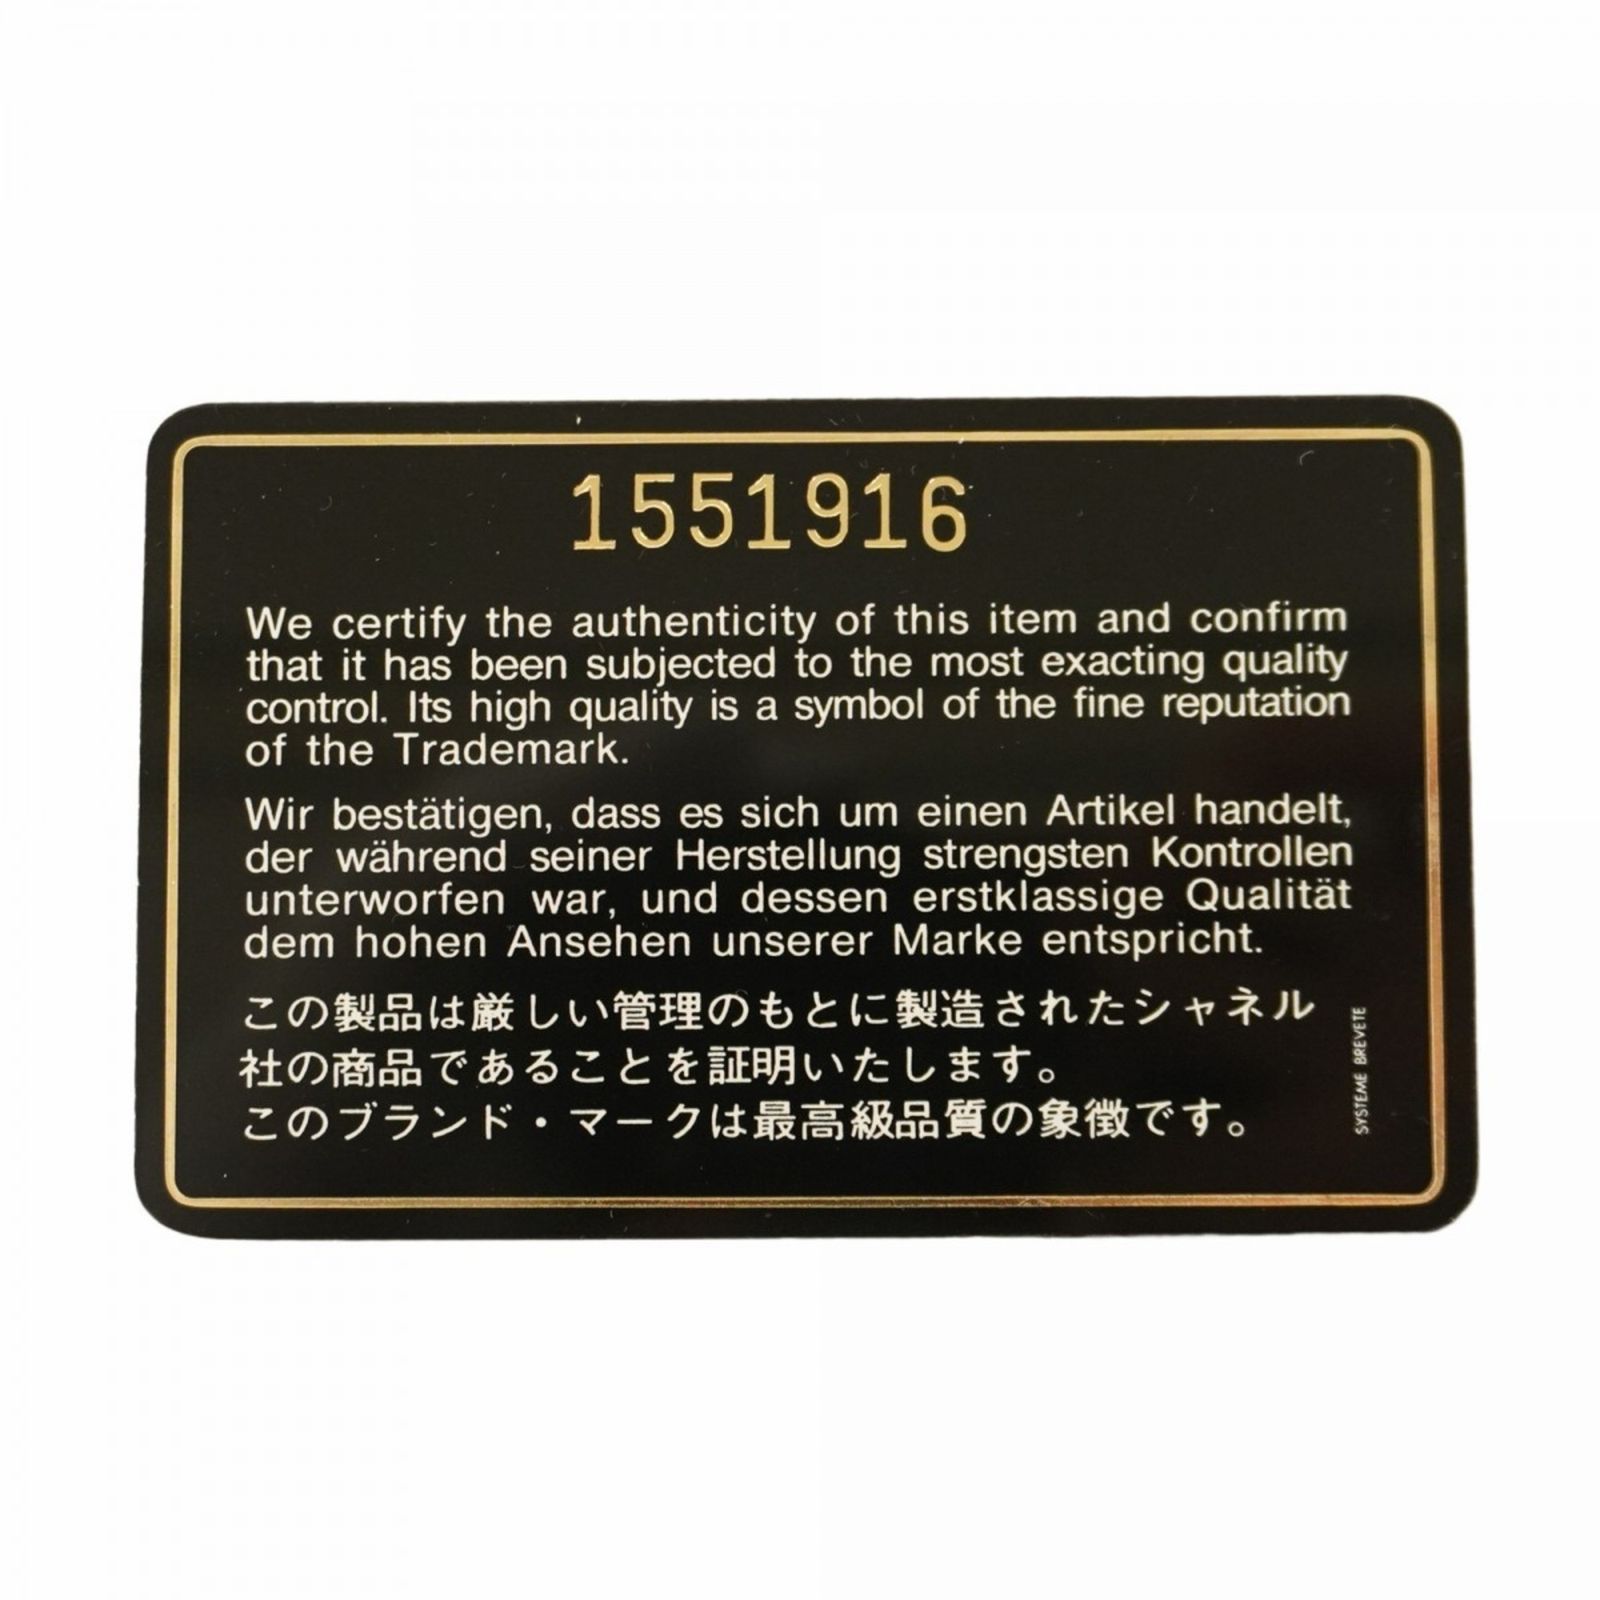 1551916
We certify the authenticity of this item and confirm
that it has been subjected to the most exacting quality
control. Its high quality is a symbol of the fine reputation
of the Trademark.
Wir bestätigen, dass es sich um einen Artikel handelt,
der während seiner Herstellung strengsten Kontrollen
unterworfen war, und dessen erstklassige Qualität
dem hohen Ansehen unserer Marke entspricht.
この製品は厳しい管理のもとに製造されたシャネル
社の商品であることを証明いたします。
このブランド・マークは最高級品質の象徴です。
SYSTEME BREVETE